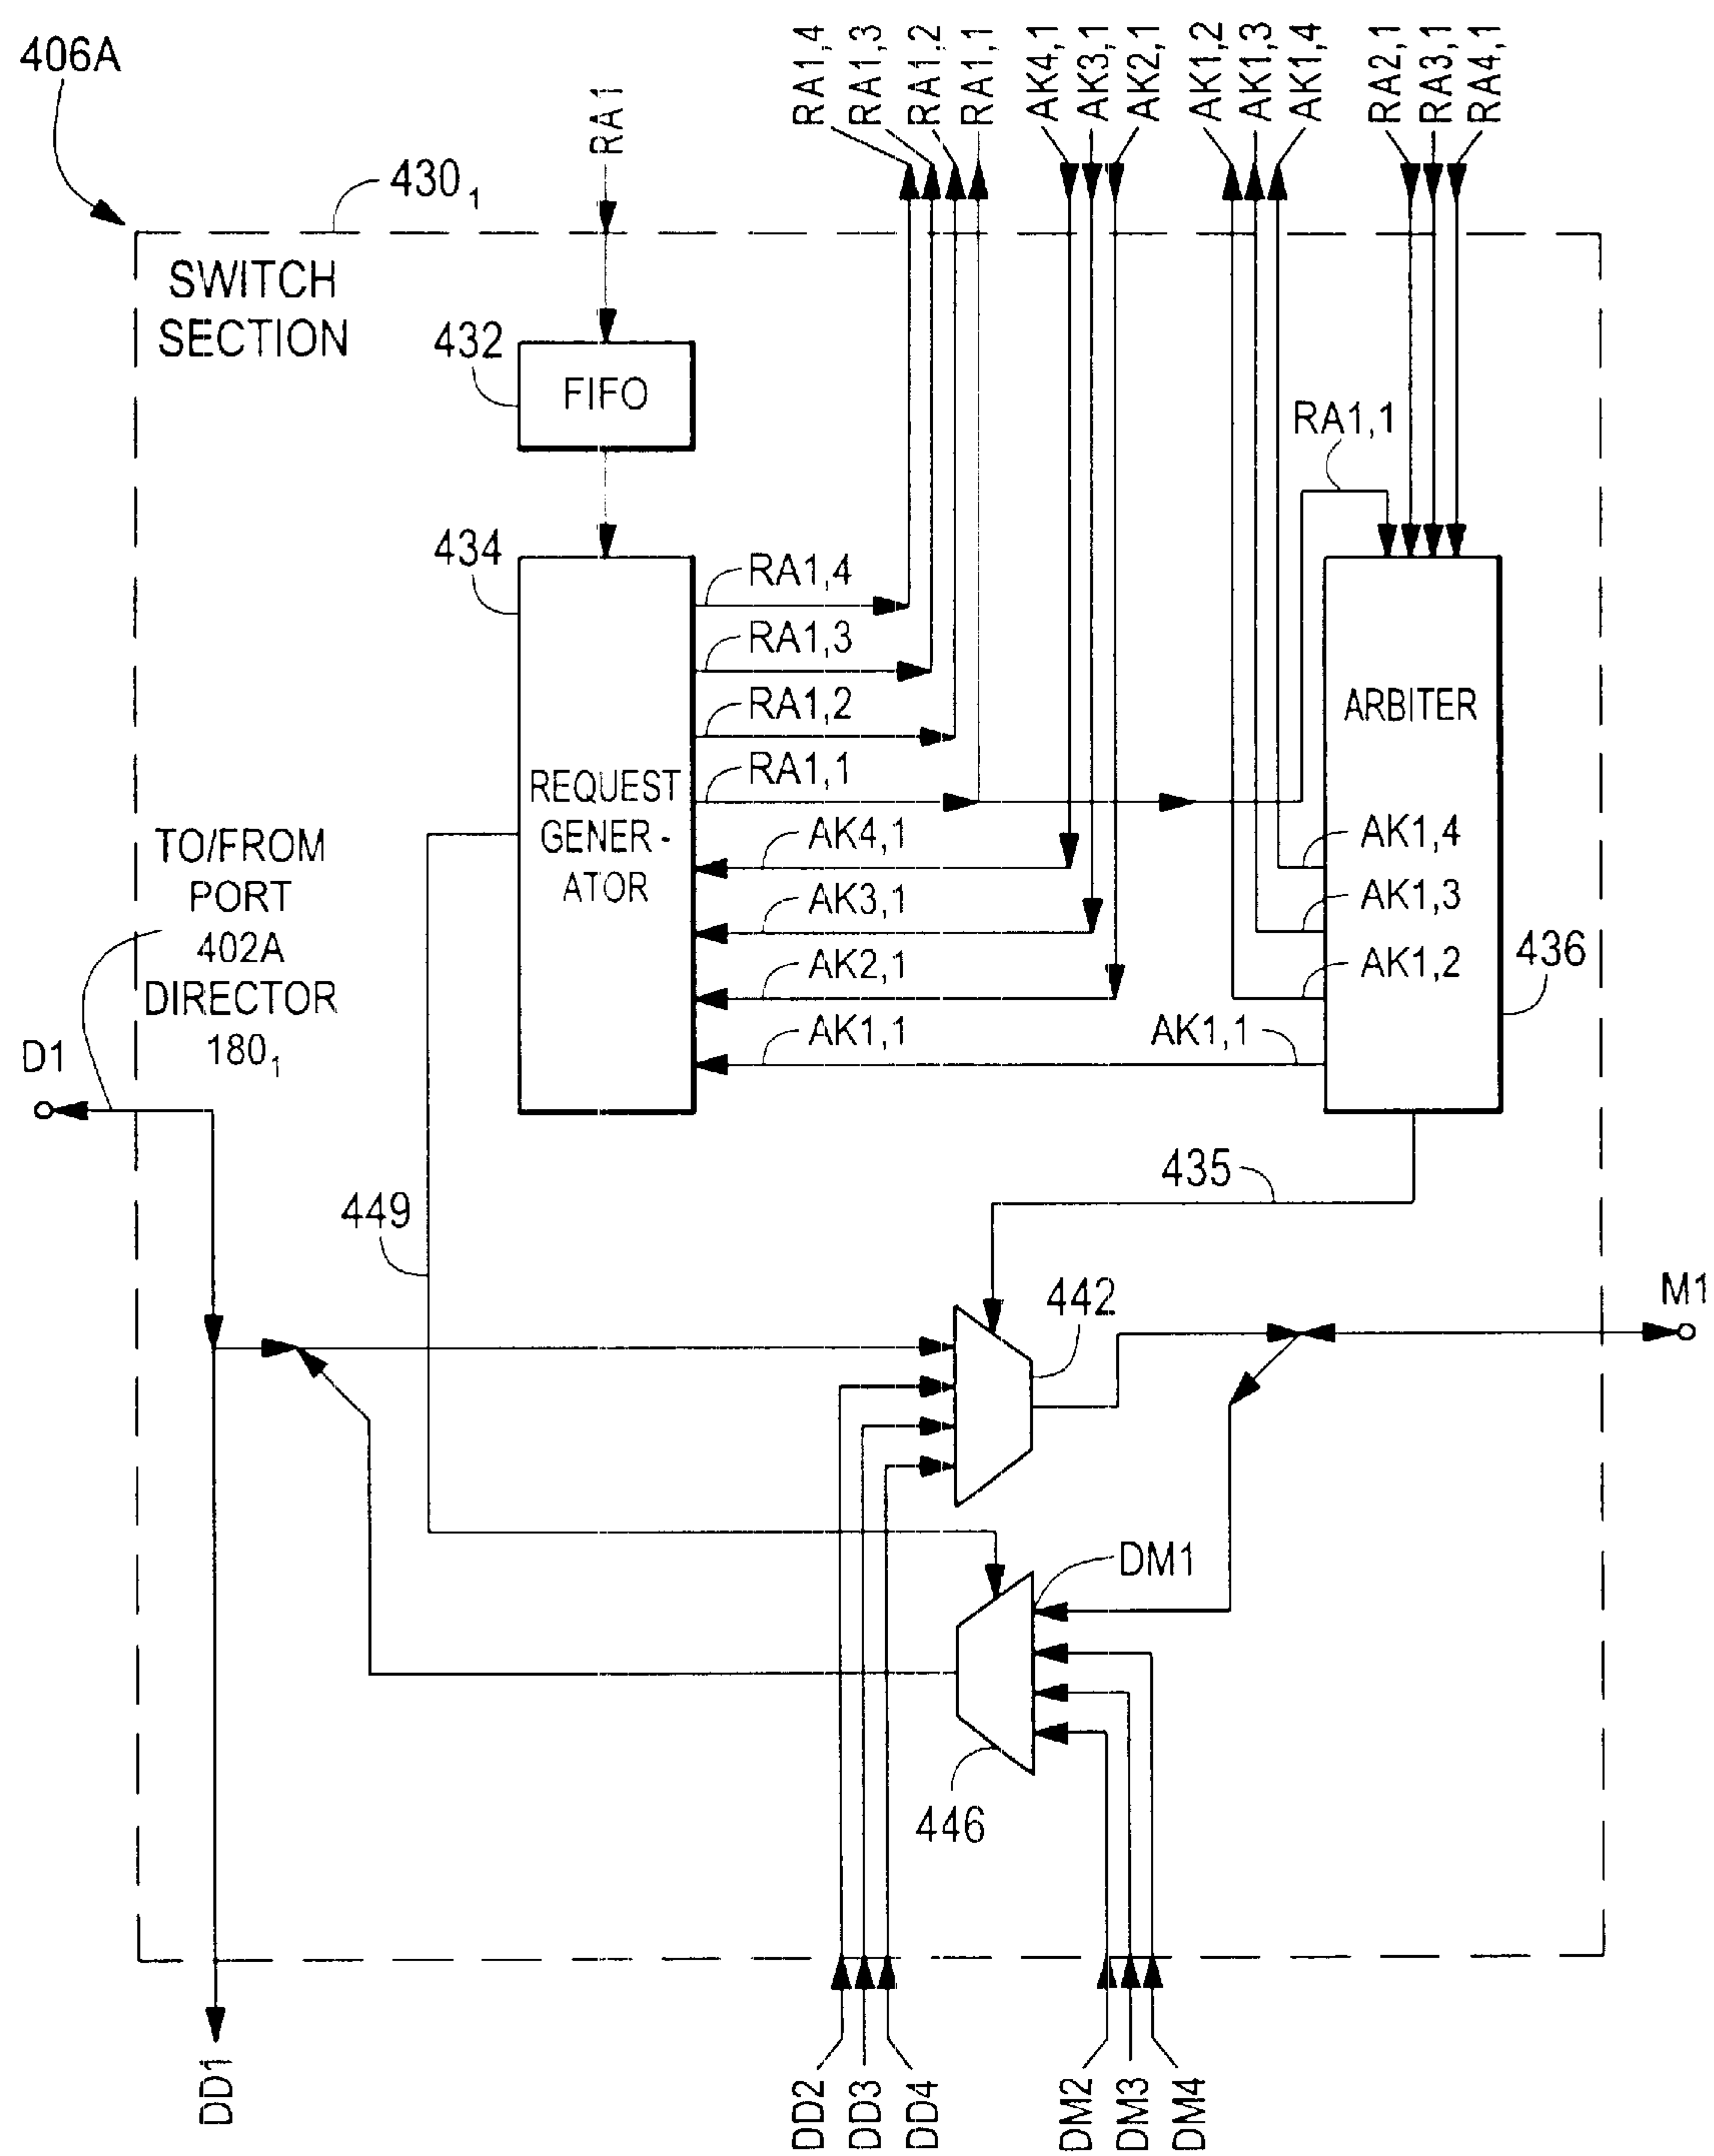 406A
RA1
RA1,4
RA1,3
RA1,2
RA1,1
AK4,1
AK3,1
AK2,1
AK1,2
AK1,3
AK1,4
RA2,1
RA3,1
RA4,1
430₁
SWITCH
SECTION
432
FIFO
RA1,1
434
REQUEST
GENER-
ATOR
RA1,4
RA1,3
RA1,2
RA1,1
AK4,1
AK3,1
AK2,1
AK1,1
ARBITER
AK1,4
AK1,3
AK1,2
AK1,1
436
TO/FROM
PORT
402A
DIRECTOR
180₁
D1
449
435
442
M1
DM1
446
DD1
DD2
DD3
DD4
DM2
DM3
DM4